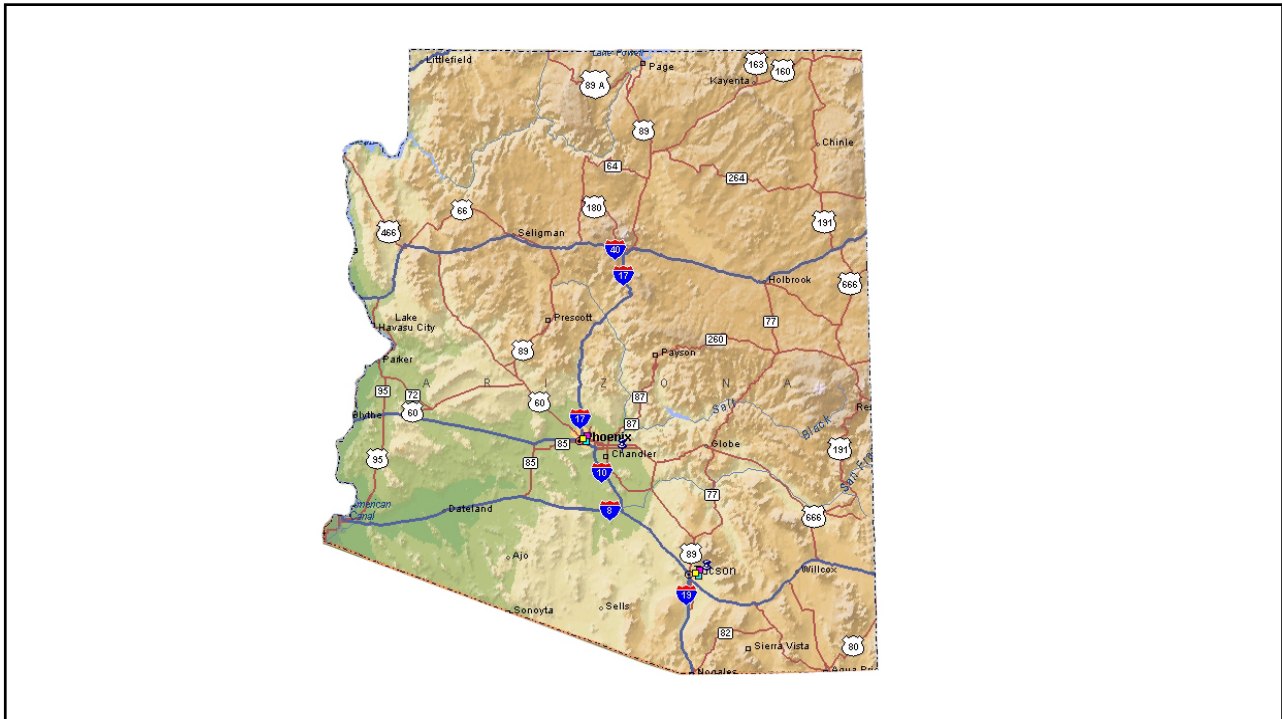 Lake Powell
Littlefield
Page
163
160
Kayenta
89 A
89
Chinle
64
264
66
180
191
466
Seligman
40
17
Holbrook
666
Lake
Havasu City
Prescott
77
89
260
Payson
Parker
A R I Z O N A
95
72
87
60
60
Salt
Blythe
17
87
Black
Phoenix
85
Globe
191
Chandler
95
85
10
77
Dateland
8
666
89
Ajo
Tucson
Willcox
19
Sonoyta
Sells
82
Sierra Vista
80
Nogales